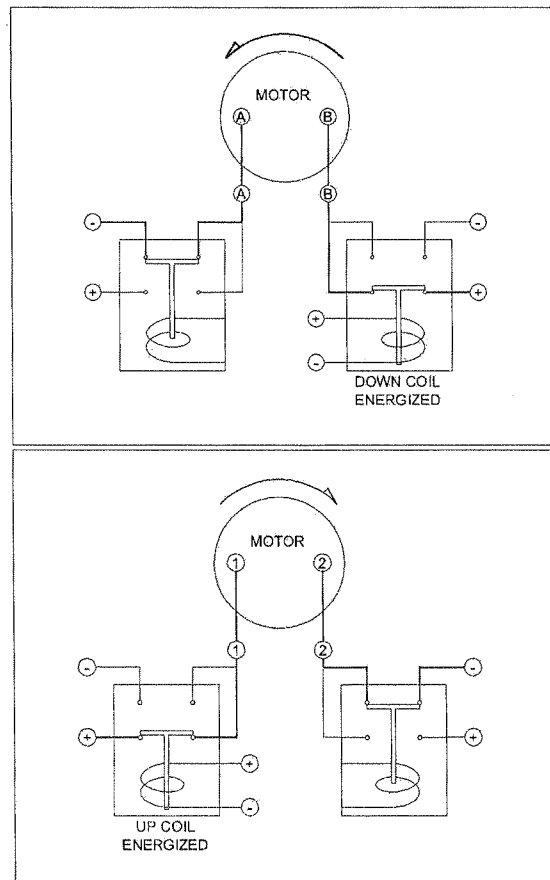 MOTOR
A B
A B
- -
+ +
+
-
DOWN COIL
ENERGIZED
MOTOR
1 2
1 2
- -
+ +
+
-
UP COIL
ENERGIZED